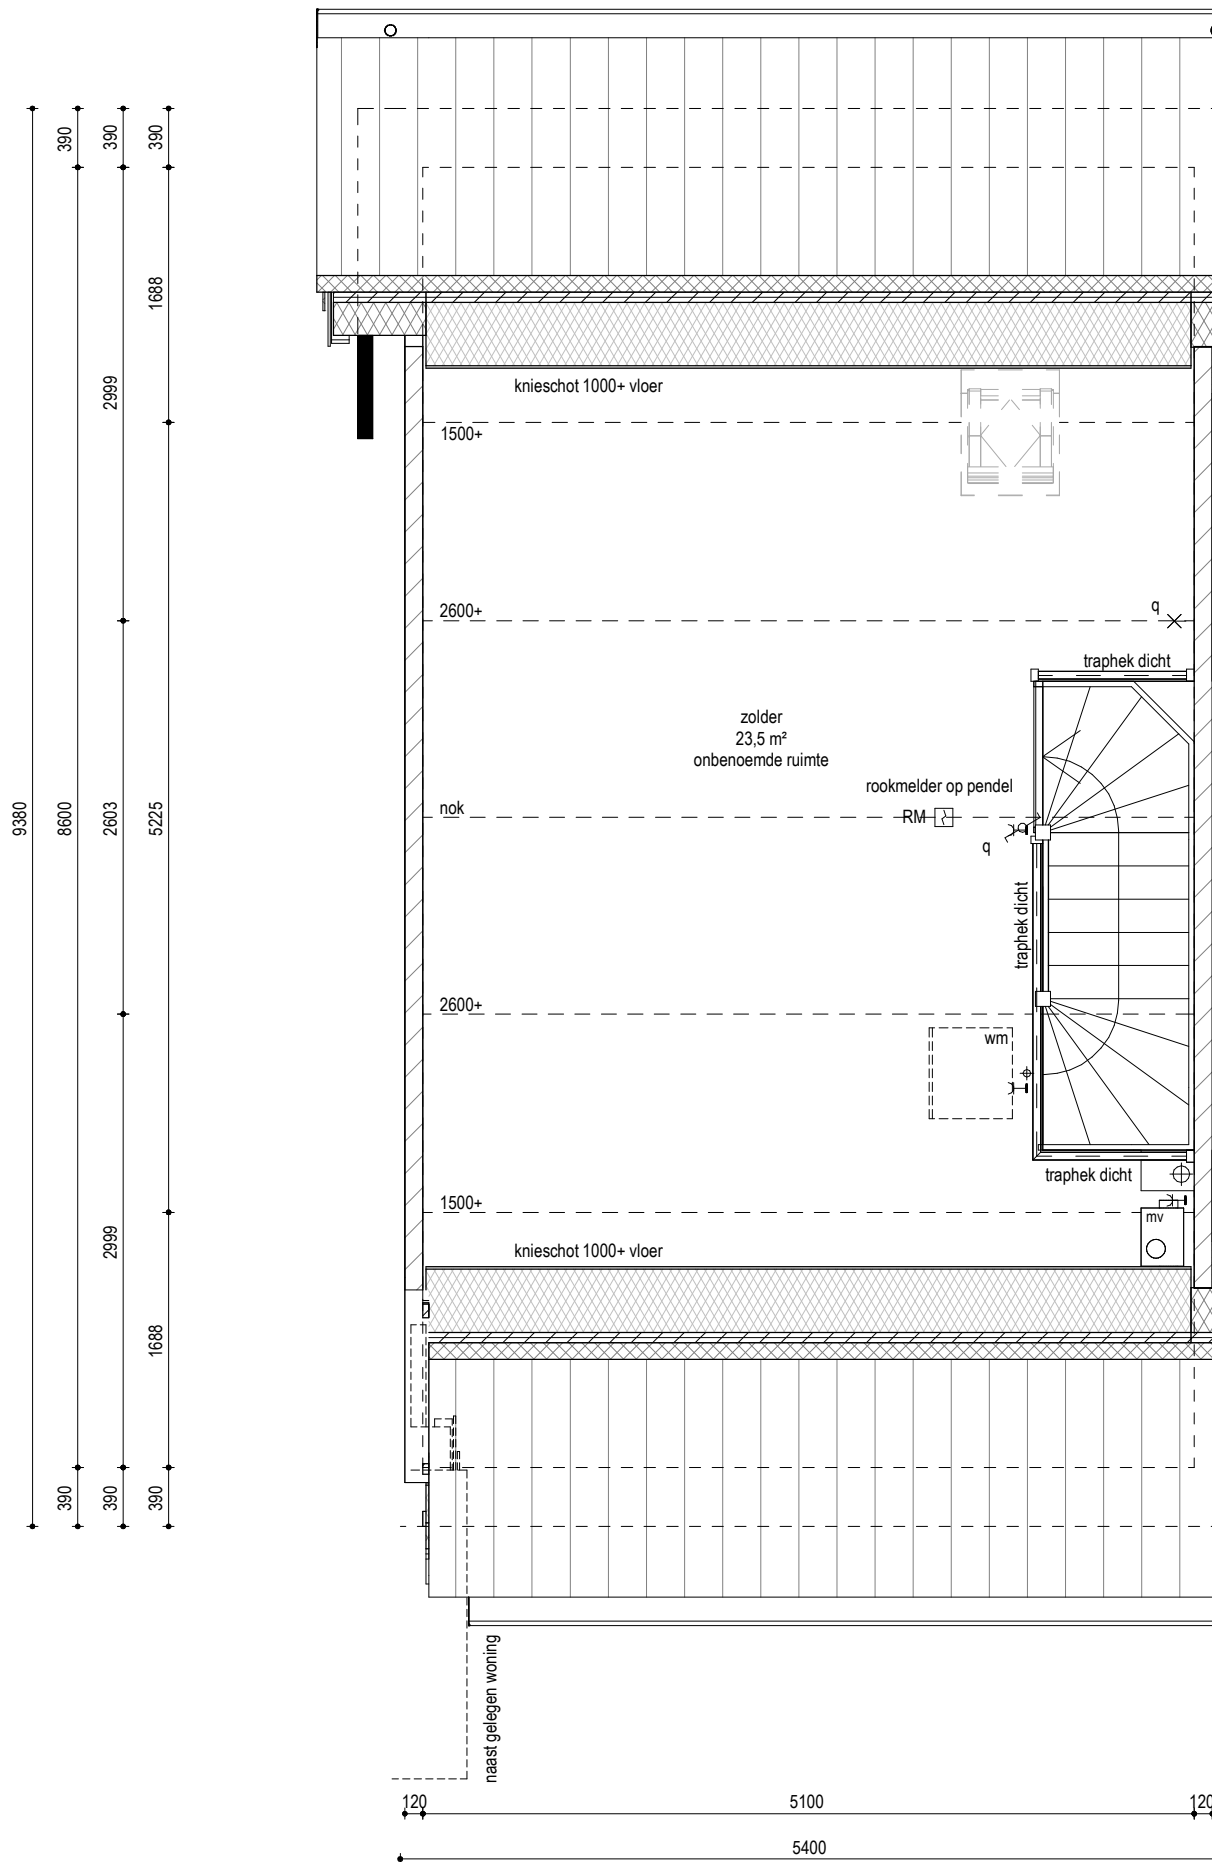 390
390
390
1688
2999
9380
8600
2603
5225
2999
1688
390
390
390
knieschot 1000+ vloer
1500+
2600+
q
traphek dicht
zolder
23,5 m²
onbenoemde ruimte
rookmelder op pendel
nok
RM
q
traphek dicht
2600+
wm
traphek dicht
1500+
mv
knieschot 1000+ vloer
naast gelegen woning
120
5100
120
5400